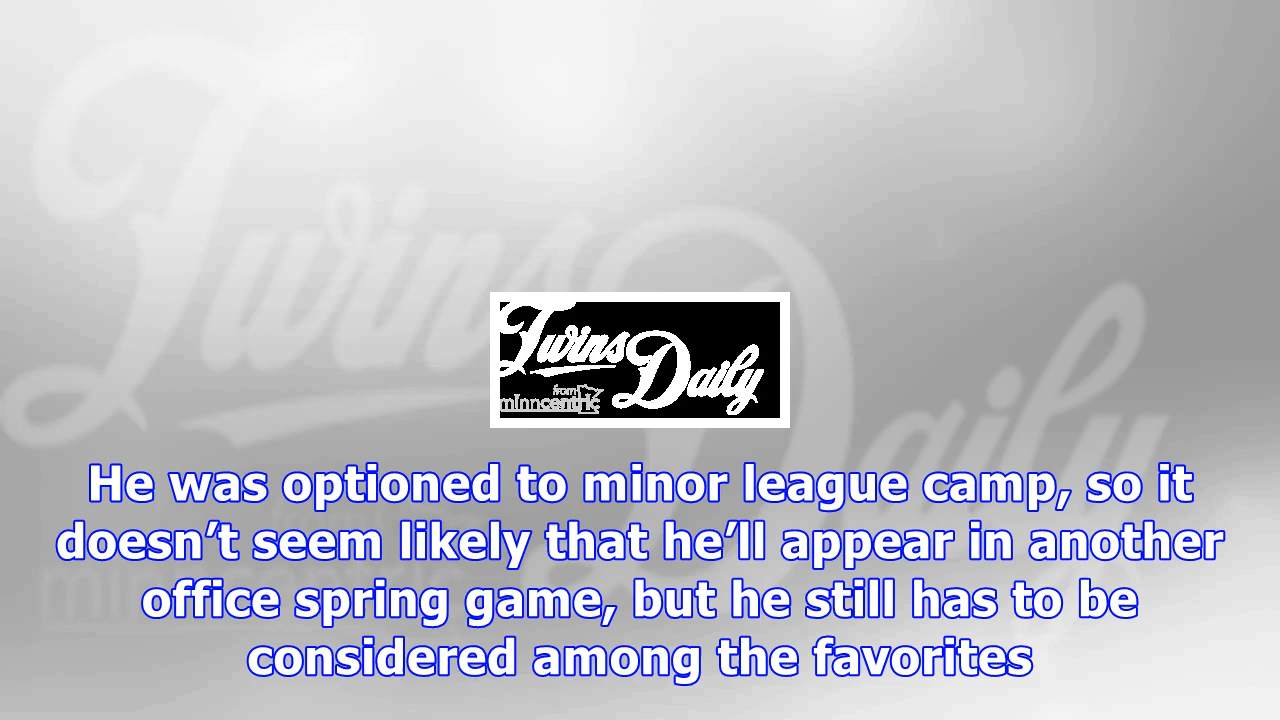 Twins Daily
from
minncentric
He was optioned to minor league camp, so it
doesn’t seem likely that he’ll appear in another
office spring game, but he still has to be
considered among the favorites